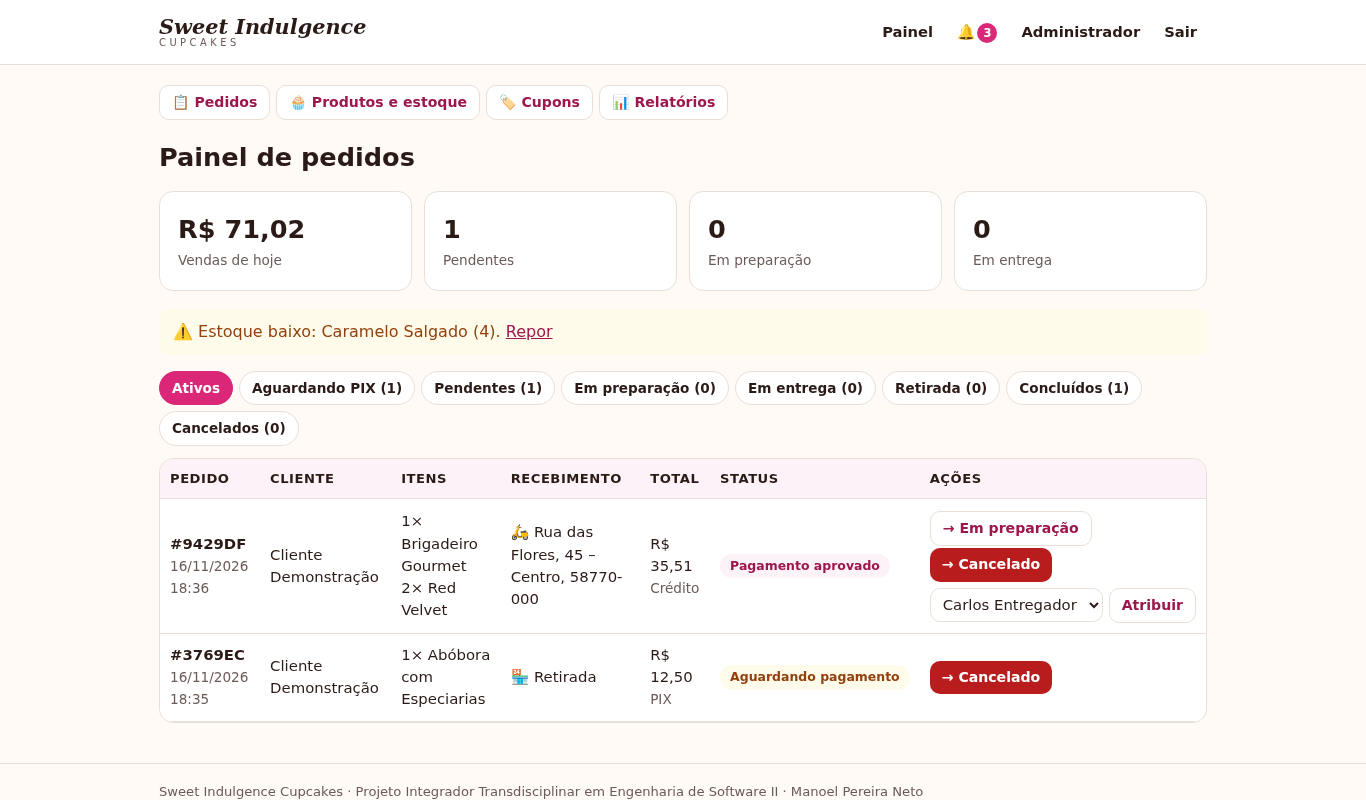 Sweet Indulgence
CUPCAKES
Painel 3 Administrador Sair
Pedidos Produtos e estoque Cupons Relatórios
Painel de pedidos
R$ 71,02
Vendas de hoje
1
Pendentes
0
Em preparação
0
Em entrega
Estoque baixo: Caramelo Salgado (4). Repor
Ativos Aguardando PIX (1) Pendentes (1) Em preparação (0) Em entrega (0) Retirada (0) Concluídos (1)
Cancelados (0)
PEDIDO CLIENTE ITENS RECEBIMENTO TOTAL STATUS AÇÕES
#9429DF
16/11/2026
18:36
Cliente
Demonstração
1×
Brigadeiro
Gourmet
2× Red
Velvet
Rua das
Flores, 45 –
Centro, 58770-
000
R$
35,51
Crédito
Pagamento aprovado
→ Em preparação
→ Cancelado
Carlos Entregador Atribuir
#3769EC
16/11/2026
18:35
Cliente
Demonstração
1× Abóbora
com
Especiarias
Retirada
R$
12,50
PIX
Aguardando pagamento
→ Cancelado
Sweet Indulgence Cupcakes · Projeto Integrador Transdisciplinar em Engenharia de Software II · Manoel Pereira Neto